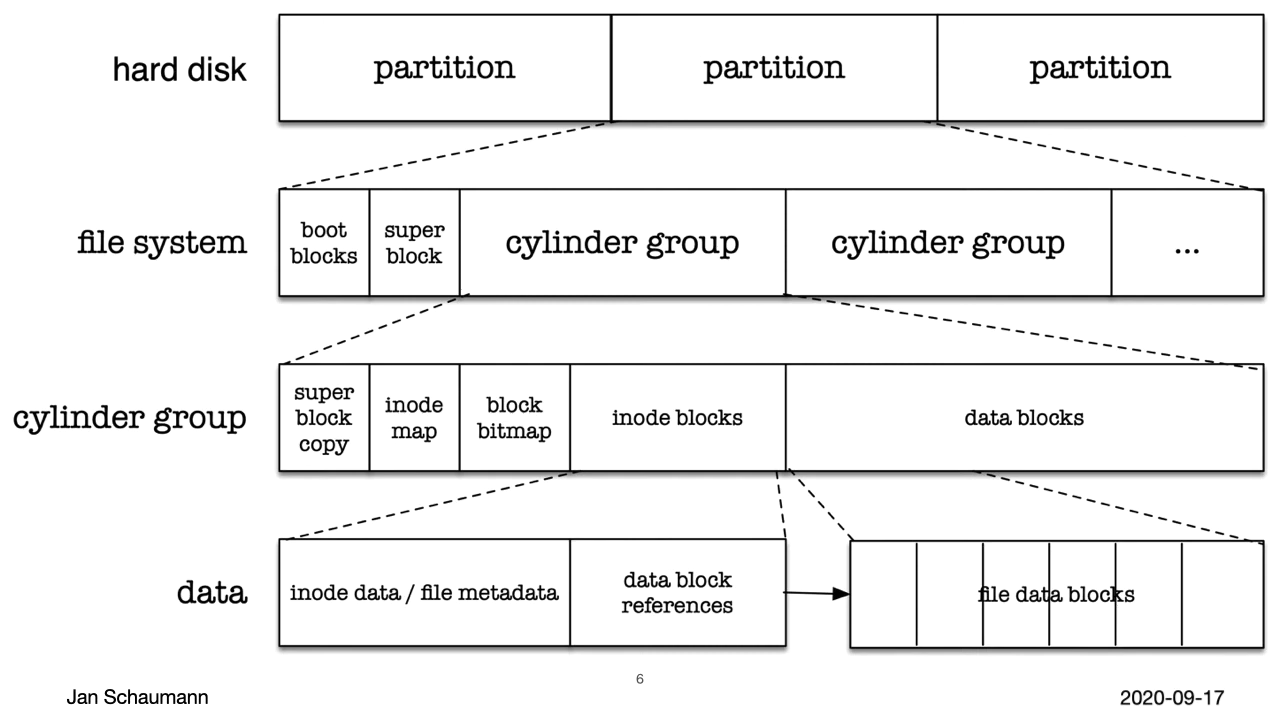 hard disk
partition
partition
partition
file system
boot
blocks
super
block
cylinder group
cylinder group
...
cylinder group
super
block
copy
inode
map
block
bitmap
inode blocks
data blocks
data
inode data / file metadata
data block
references
file data blocks
6
Jan Schaumann
2020-09-17